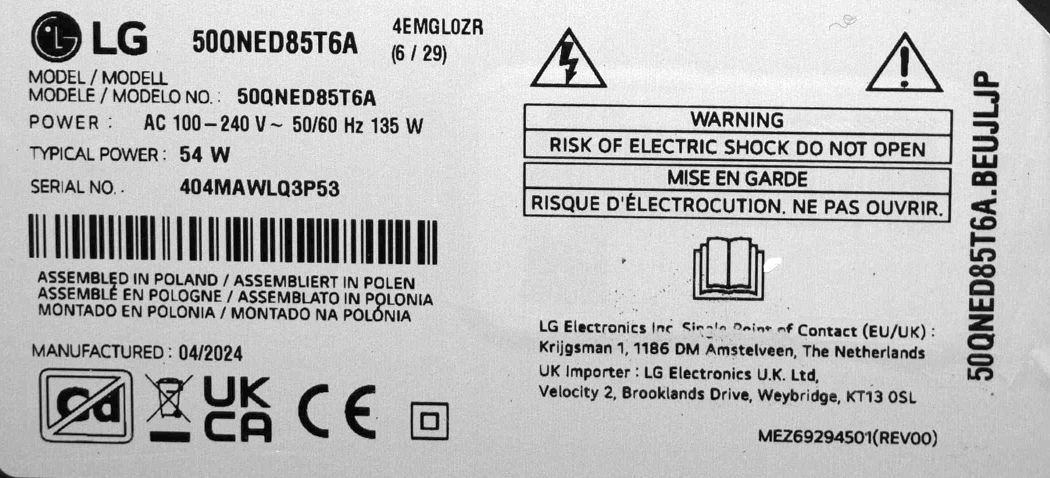 LG 50QNED85T6A 4EMGL0ZR
(6 / 29)
MODEL / MODELL
MODÈLE / MODELO NO. : 50QNED85T6A
POWER : AC 100–240 V ~ 50/60 Hz 135 W
TYPICAL POWER : 54 W
SERIAL NO. : 404MAWLQ3P53
ASSEMBLED IN POLAND / ASSEMBLIERT IN POLEN
ASSEMBLÉ EN POLOGNE / ASSEMBLATO IN POLONIA
MONTADO EN POLONIA / MONTADO NA POLÓNIA
MANUFACTURED : 04/2024
Cd
UK
CA
CE
WARNING
RISK OF ELECTRIC SHOCK DO NOT OPEN
MISE EN GARDE
RISQUE D'ÉLECTROCUTION. NE PAS OUVRIR.
LG Electronics Inc. Single Point of Contact (EU/UK) :
Krijgsman 1, 1186 DM Amstelveen, The Netherlands
UK Importer : LG Electronics U.K. Ltd,
Velocity 2, Brooklands Drive, Weybridge, KT13 0SL
MEZ69294501(REV00)
50QNED85T6A.BEUJLJP